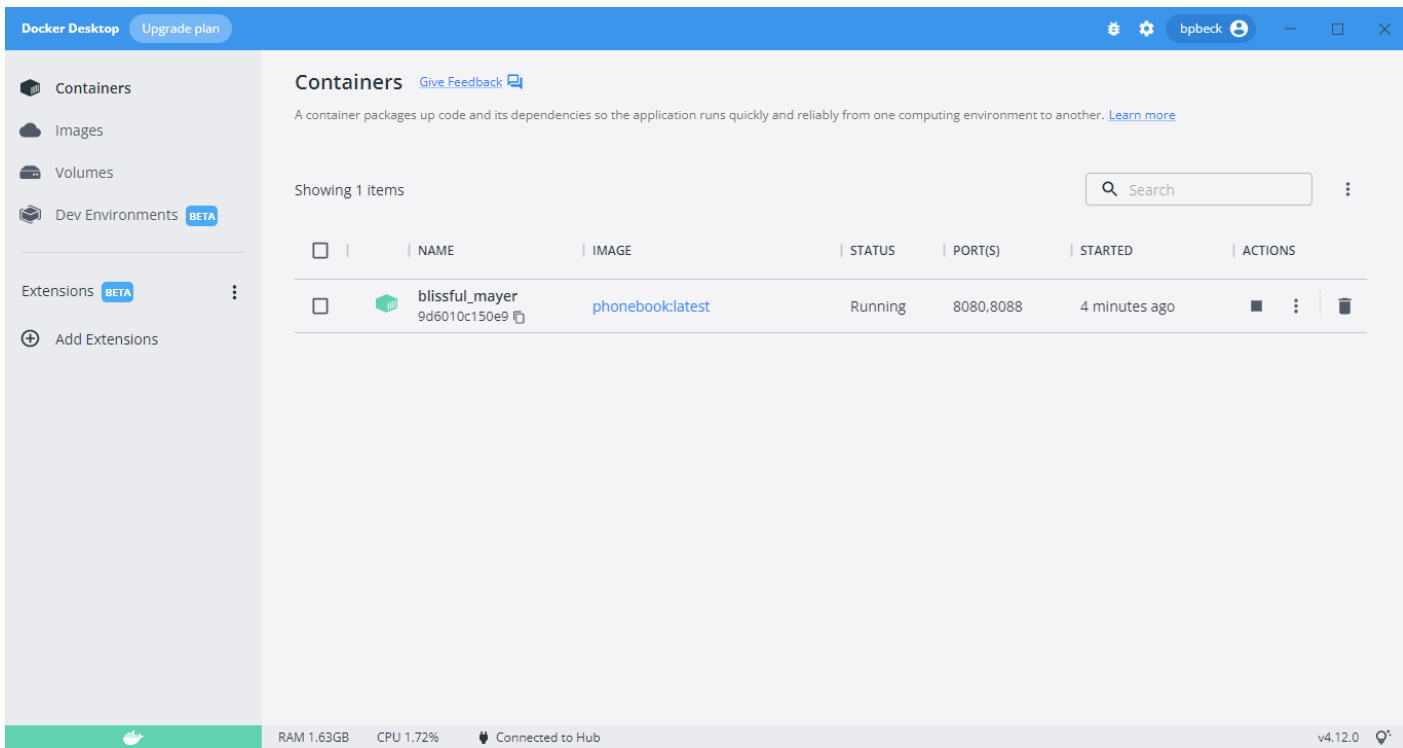 Docker Desktop Upgrade plan bpbeck
Containers
Images
Volumes
Dev Environments BETA
Extensions BETA
Add Extensions
Containers Give Feedback
A container packages up code and its dependencies so the application runs quickly and reliably from one computing environment to another. Learn more
Showing 1 items Search
NAME IMAGE STATUS PORT(S) STARTED ACTIONS
blissful_mayer
9d6010c150e9 phonebook:latest Running 8080,8088 4 minutes ago
RAM 1.63GB CPU 1.72% Connected to Hub v4.12.0